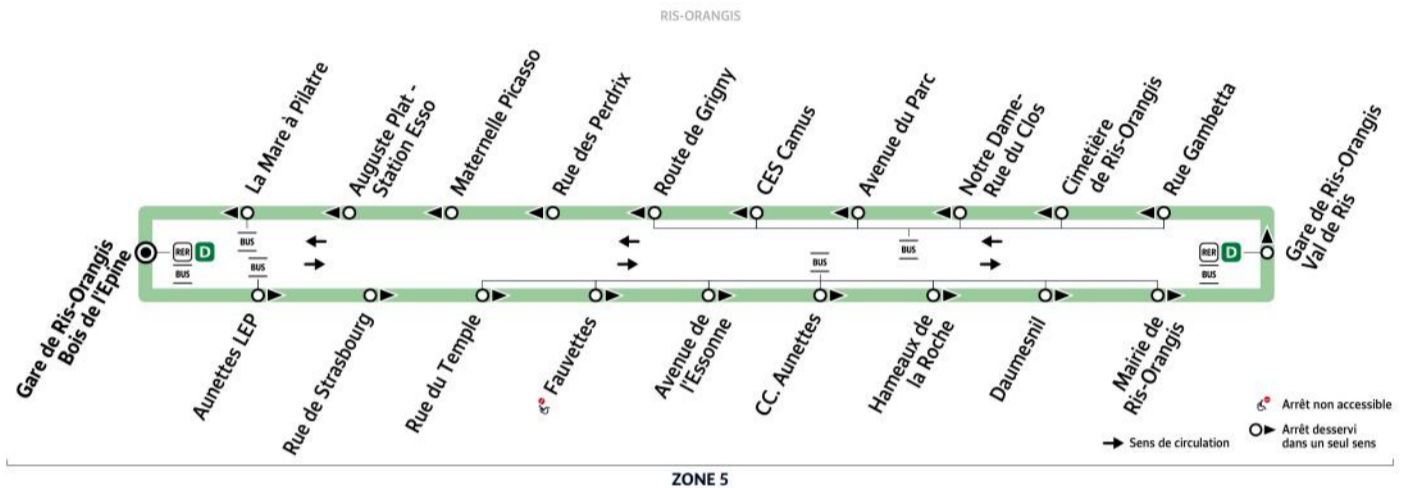 RIS-ORANGIS
La Mare à Pilatre
Auguste Plat -
Station Esso
Maternelle Picasso
Rue des Perdrix
Route de Grigny
CES Camus
Avenue du Parc
Notre Dame-
Rue du Clos
Cimetière
de Ris-Orangis
Rue Gambetta
Gare de Ris-Orangis
Val de Ris
Gare de Ris-Orangis
Bois de l'Epine
RER D
BUS
BUS
BUS
BUS
BUS
RER D
BUS
Aunettes LEP
Rue de Strasbourg
Rue du Temple
Fauvettes
Avenue de
l'Essonne
CC. Aunettes
Hameaux de
la Roche
Daumesnil
Mairie de
Ris-Orangis
Arrêt non accessible
Arrêt desservi
dans un seul sens
Sens de circulation
ZONE 5